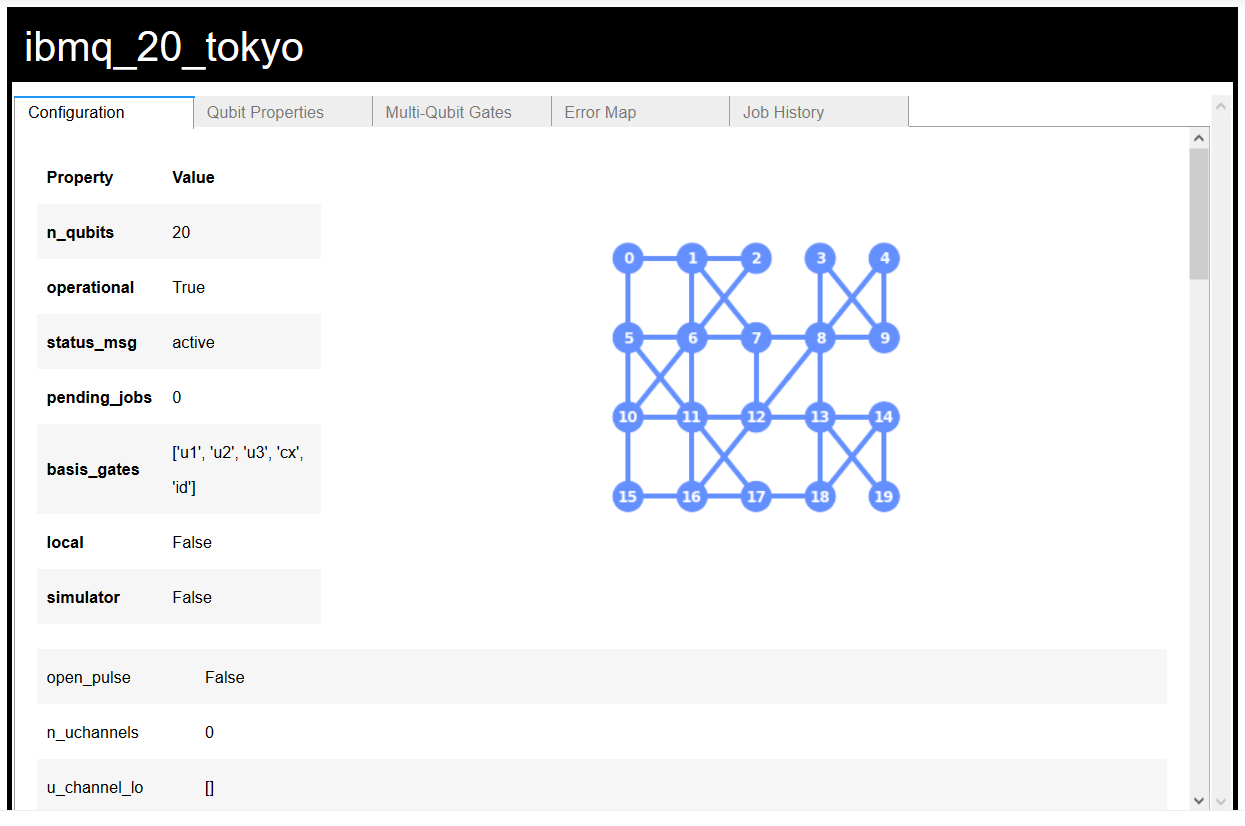 ibmq_20_tokyo
Configuration Qubit Properties Multi-Qubit Gates Error Map Job History
Property Value
n_qubits 20
operational True
status_msg active
pending_jobs 0
basis_gates ['u1', 'u2', 'u3', 'cx',
'id']
local False
simulator False
0 1 2 3 4
5 6 7 8 9
10 11 12 13 14
15 16 17 18 19
open_pulse False
n_uchannels 0
u_channel_lo []